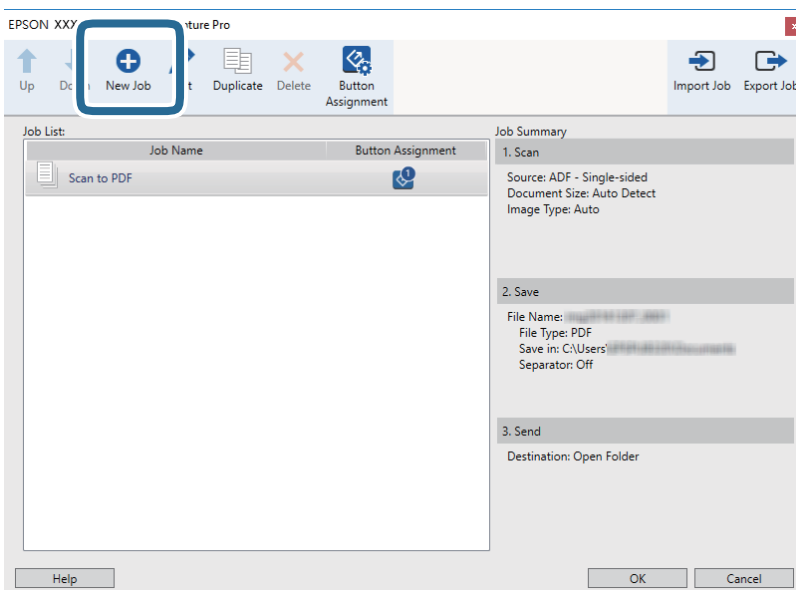 EPSON XXX ture Pro
Up
New Job
Duplicate
Delete
Button
Assignment
Import Job
Export Job
Job List:
Job Name
Button Assignment
Scan to PDF
1
Job Summary
1. Scan
Source: ADF - Single-sided
Document Size: Auto Detect
Image Type: Auto
2. Save
File Name:
File Type: PDF
Save in: C:\Users\
Separator: Off
3. Send
Destination: Open Folder
Help
OK
Cancel